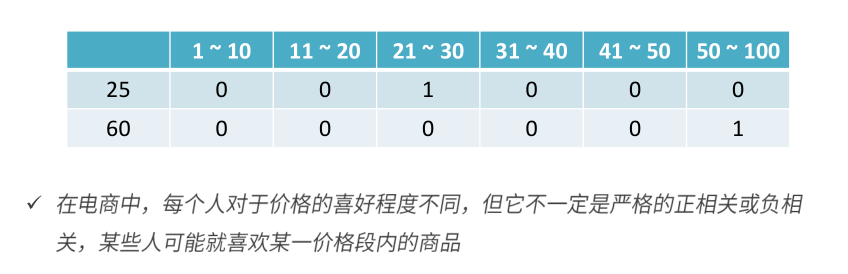 1 ~ 10 11 ~ 20 21 ~ 30 31 ~ 40 41 ~ 50 50 ~ 100
25 0 0 1 0 0 0
60 0 0 0 0 0 1
✓ 在电商中，每个人对于价格的喜好程度不同，但它不一定是严格的正相关或负相
关，某些人可能就喜欢某一价格段内的商品